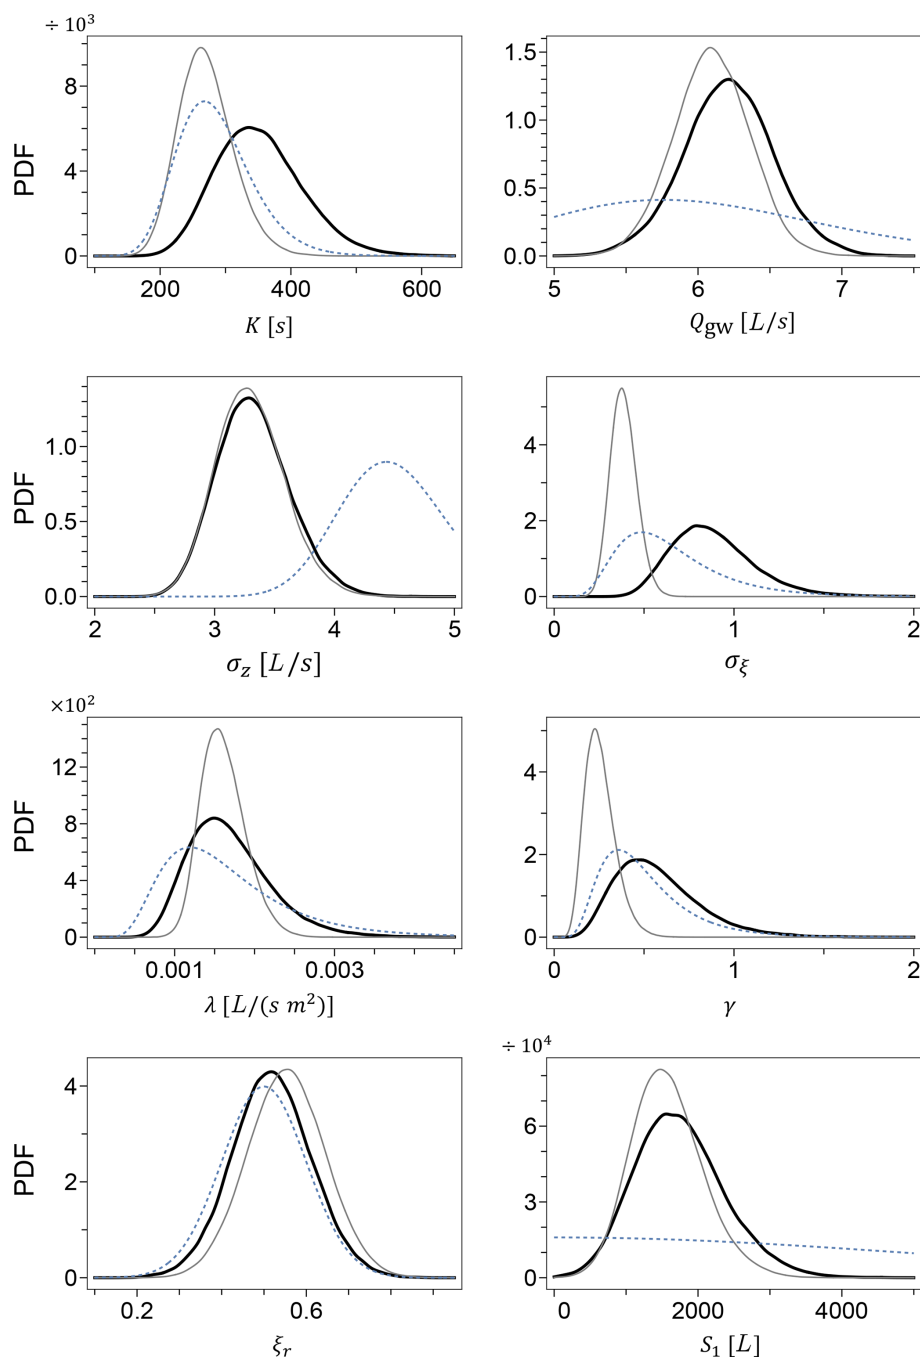 ÷ 10³
8
4
0
PDF
200 400 600
K [s]
1.5
1.0
0.5
0.0
5 6 7
Q_gw [L/s]
1.0
0.5
0.0
PDF
2 3 4 5
σ_z [L/s]
4
2
0
0 1 2
σ_ξ
×10²
12
8
4
0
PDF
0.001 0.003
λ [L/(s m²)]
4
2
0
0 1 2
γ
4
2
0
PDF
0.2 0.6
ξ_r
÷ 10⁴
6
3
0
0 2000 4000
S₁ [L]